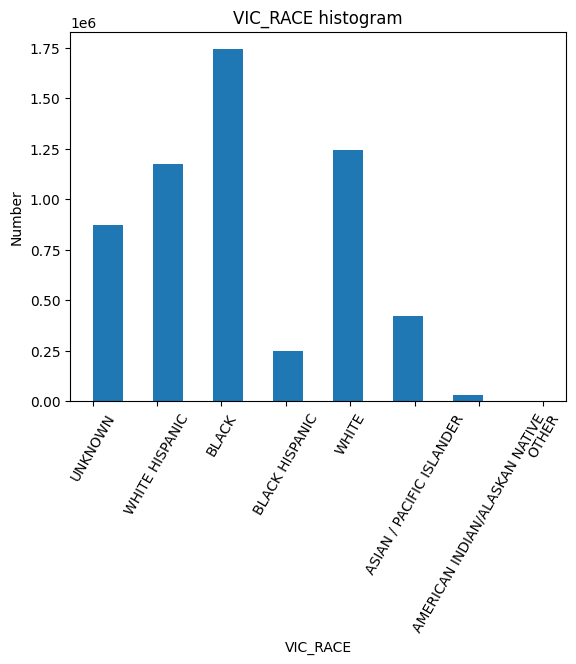 VIC_RACE histogram
1e6
1.75
1.50
1.25
1.00
0.75
0.50
0.25
0.00
Number
UNKNOWN
WHITE HISPANIC
BLACK
BLACK HISPANIC
WHITE
ASIAN / PACIFIC ISLANDER
AMERICAN INDIAN/ALASKAN NATIVE
OTHER
VIC_RACE